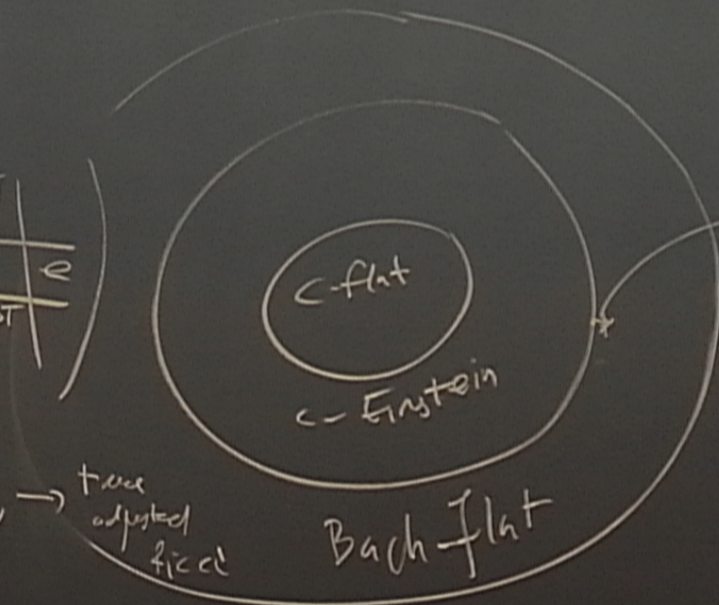 c-flat
e
T
c- Einstein
→ trace
adjusted
Ricci
Bach-flat